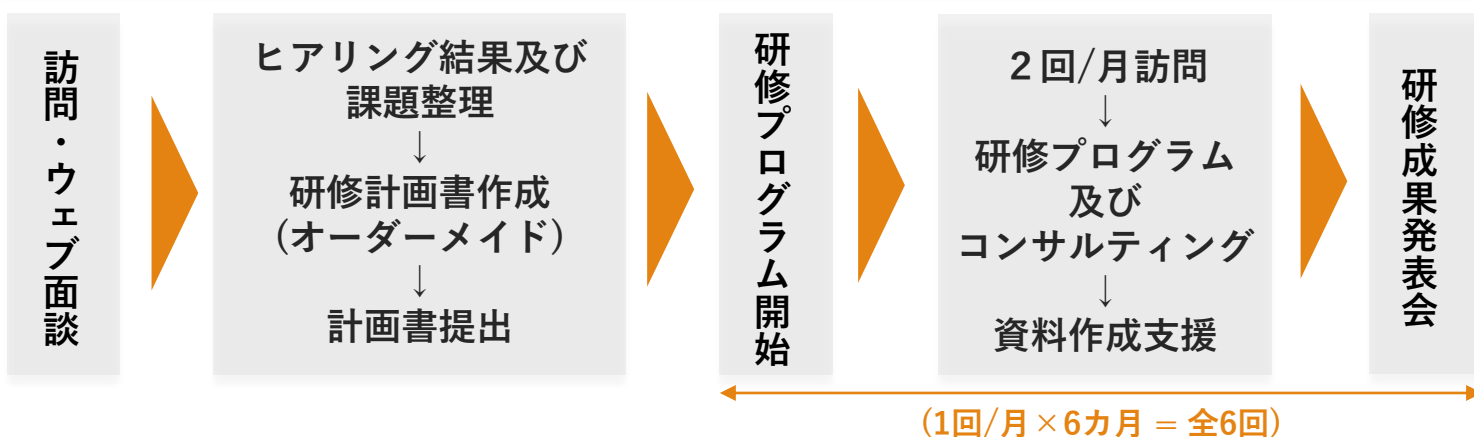 訪問・ウェブ面談
ヒアリング結果及び
課題整理
↓
研修計画書作成
(オーダーメイド)
↓
計画書提出
研修プログラム開始
２回/月訪問
↓
研修プログラム
及び
コンサルティング
↓
資料作成支援
研修成果発表会
(1回/月×6カ月 = 全6回)